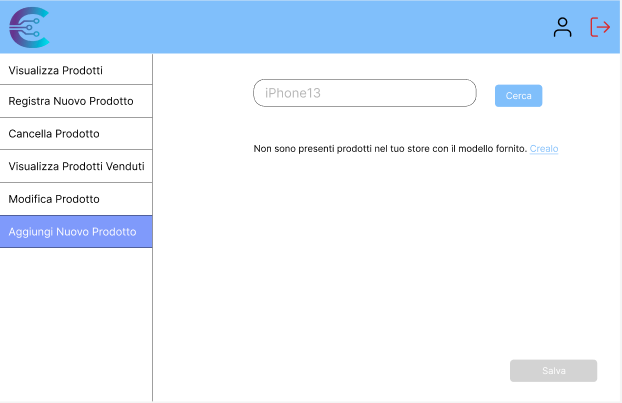 Visualizza Prodotti
Registra Nuovo Prodotto
Cancella Prodotto
Visualizza Prodotti Venduti
Modifica Prodotto
Aggiungi Nuovo Prodotto
iPhone13
Cerca
Non sono presenti prodotti nel tuo store con il modello fornito. Crealo
Salva